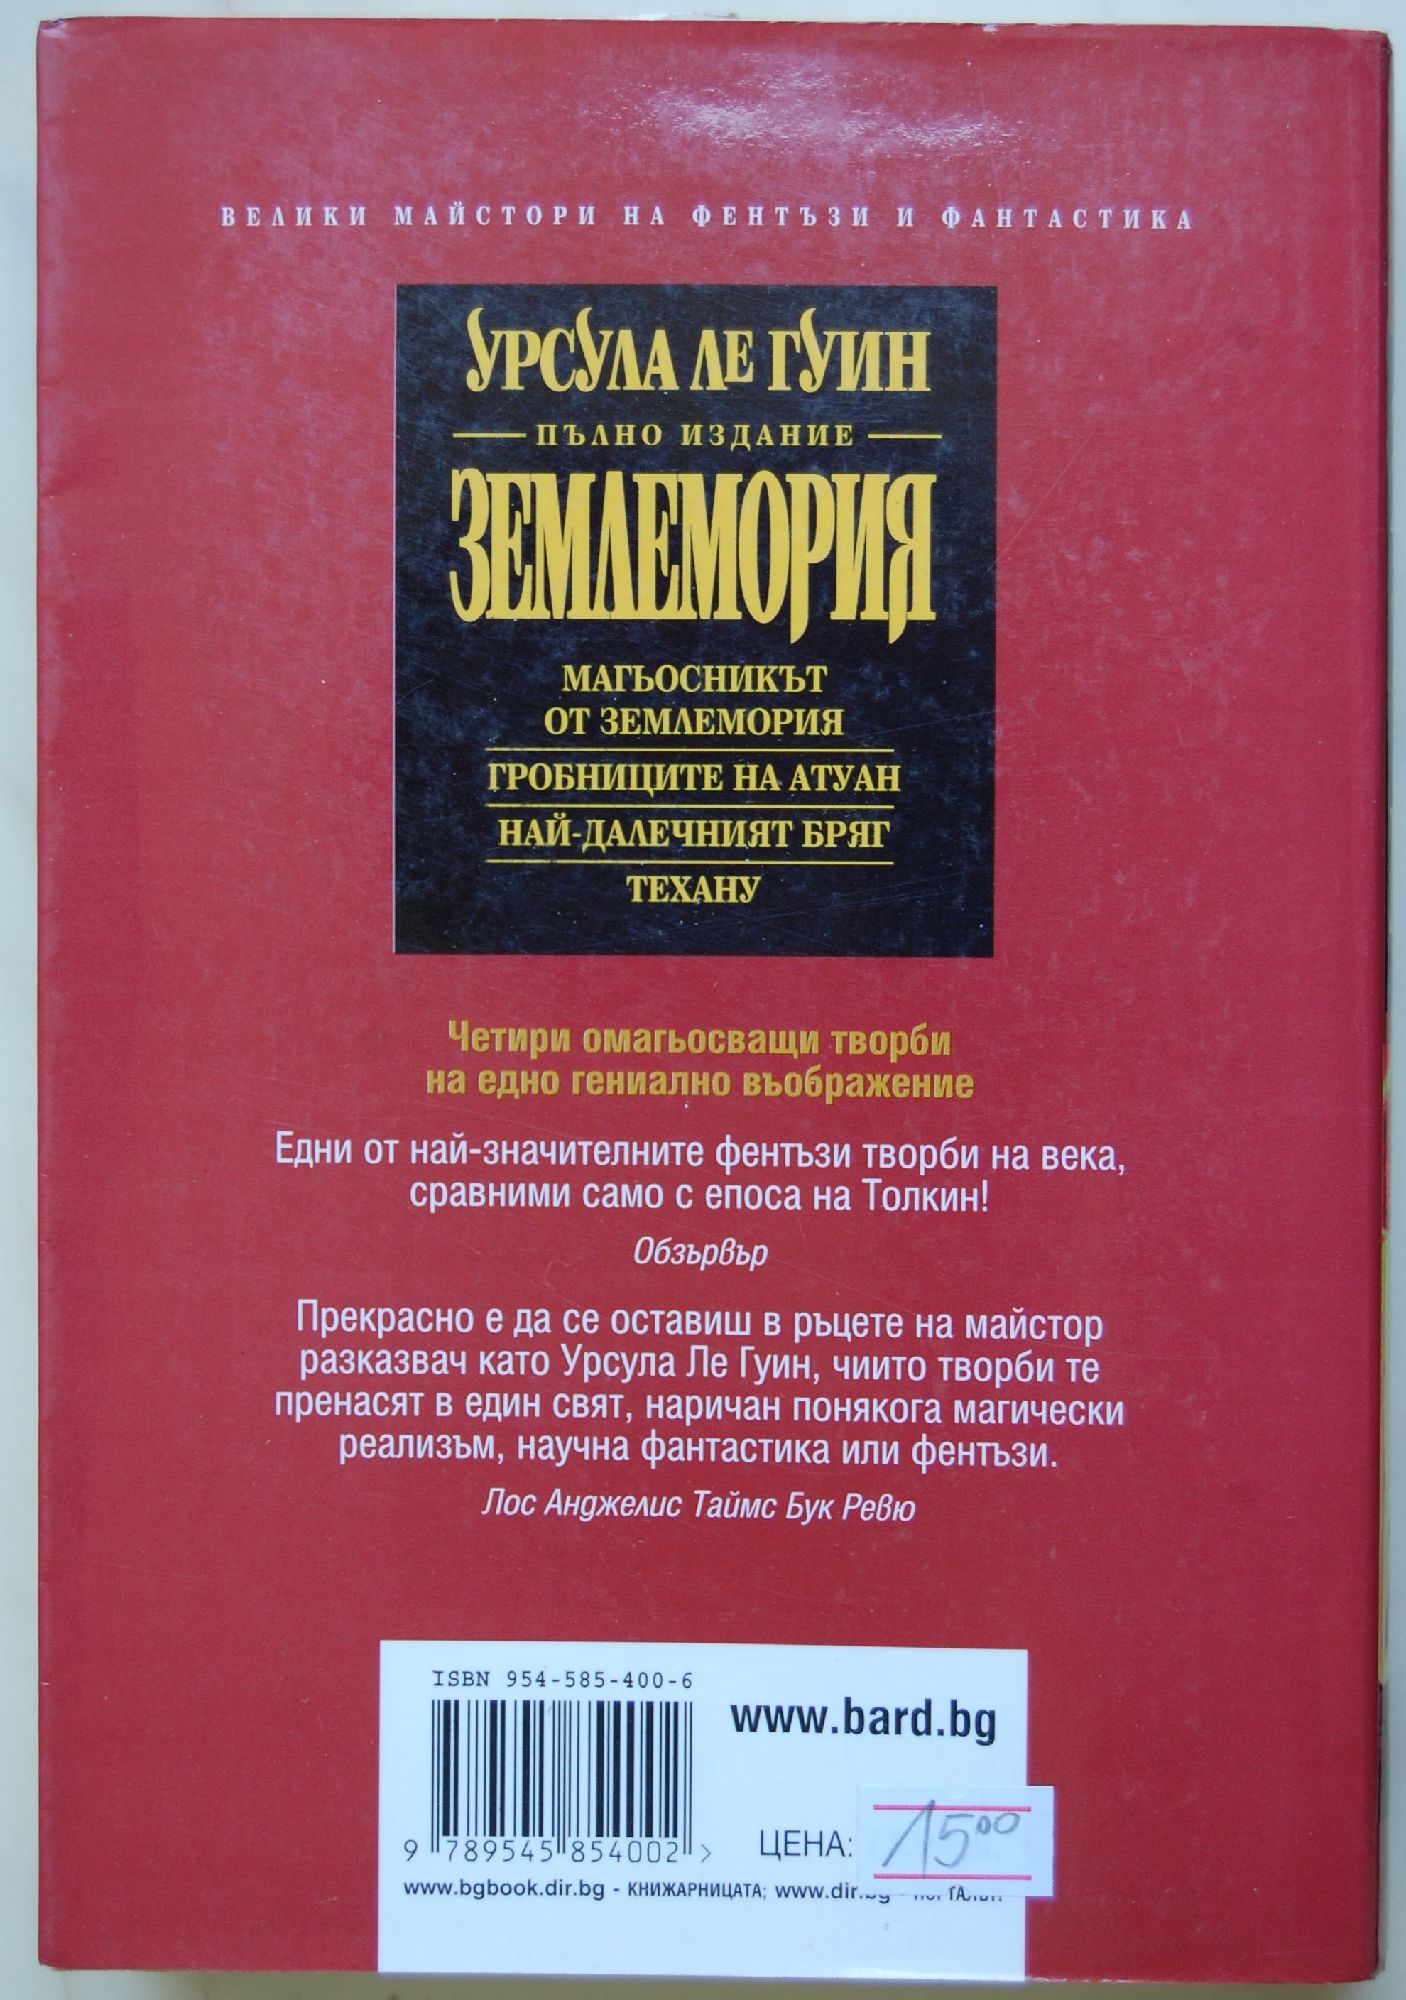 ВЕЛИКИ МАЙСТОРИ НА ФЕНТЪЗИ И ФАНТАСТИКА
УРСУЛА ЛЕ ГУИН
ПЪЛНО ИЗДАНИЕ
ЗЕМЛЕМОРИЯ
МАГЬОСНИКЪТ
ОТ ЗЕМЛЕМОРИЯ
ГРОБНИЦИТЕ НА АТУАН
НАЙ-ДАЛЕЧНИЯТ БРЯГ
ТЕХАНУ
Четири омагьосващи творби
на едно гениално въображение
Едни от най-значителните фентъзи творби на века,
сравними само с епоса на Толкин!
Обзървър
Прекрасно е да се оставиш в ръцете на майстор
разказвач като Урсула Ле Гуин, чиито творби те
пренасят в един свят, наричан понякога магически
реализъм, научна фантастика или фентъзи.
Лос Анджелис Таймс Бук Ревю
ISBN 954-585-400-6
www.bard.bg
ЦЕНА: 1500
9 789545 854002 >
www.bgbook.dir.bg - КНИЖАРНИЦАТА; www.dir.bg -